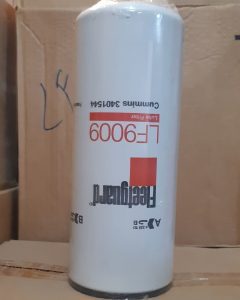 Fleetguard
LF9009
Lube Filter
Cummins 3401544
A
B